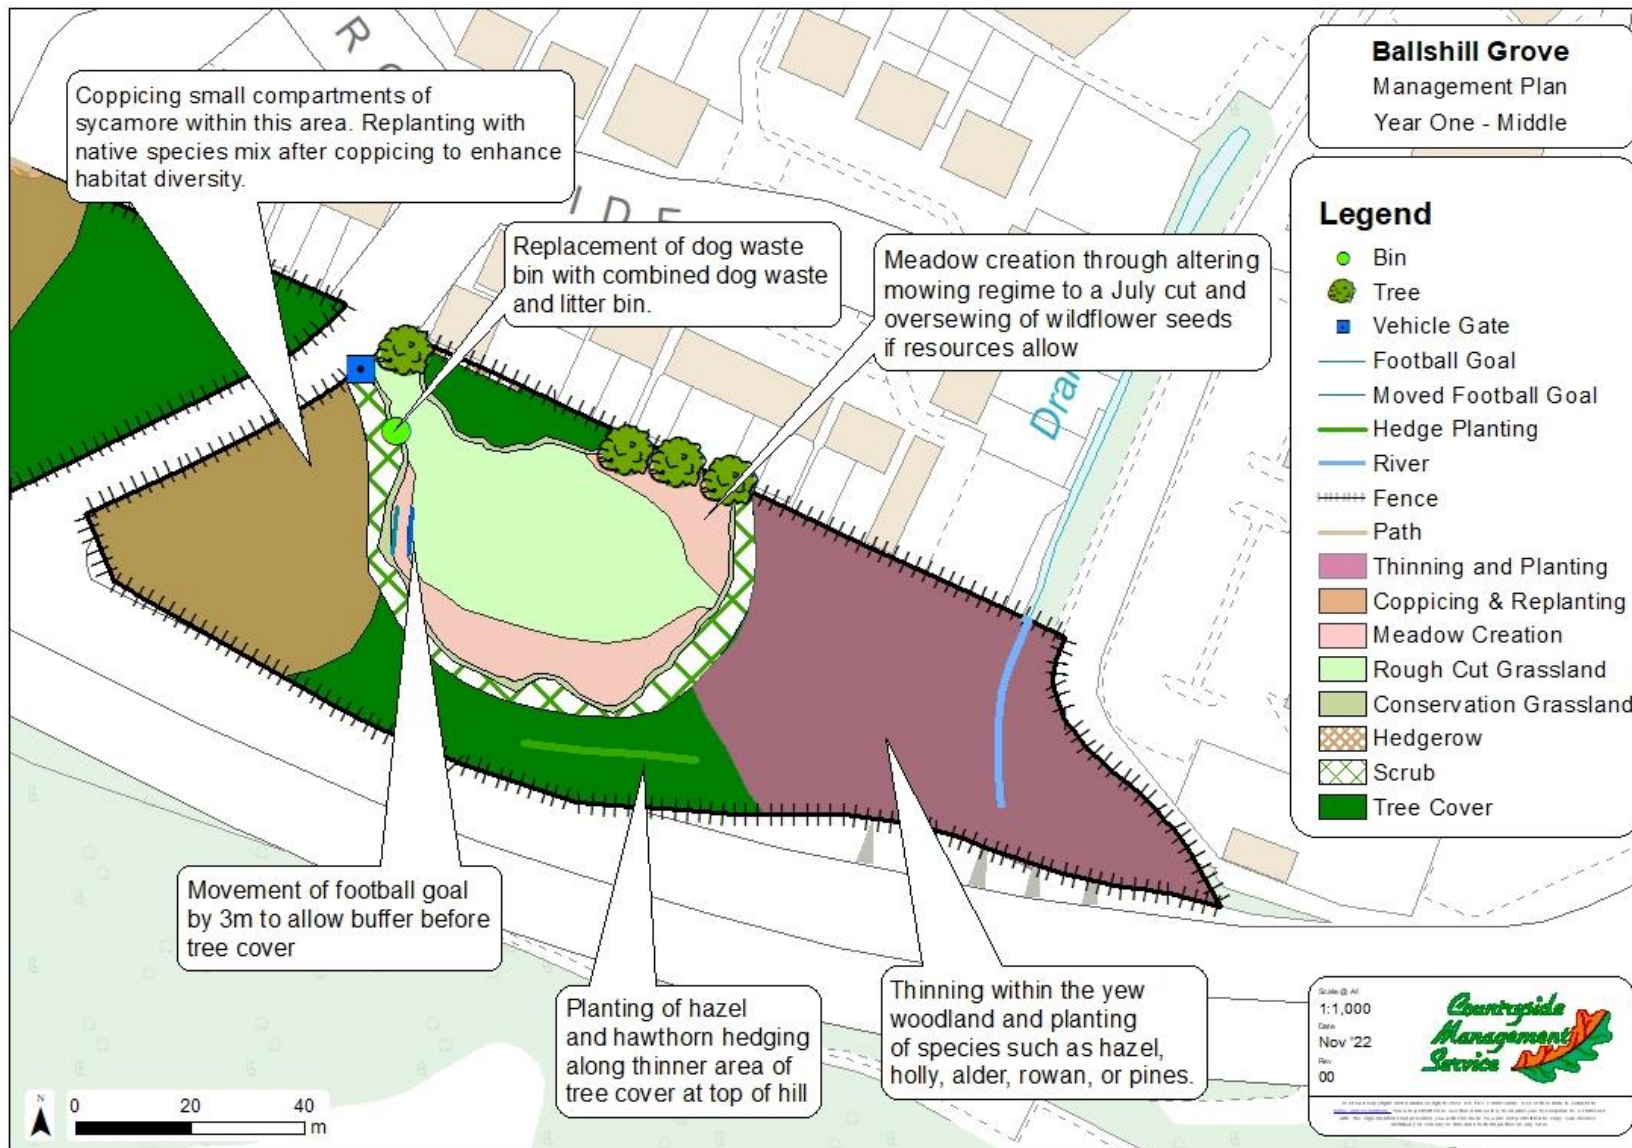 Ballshill Grove
Management Plan
Year One - Middle
Coppicing small compartments of
sycamore within this area. Replanting with
native species mix after coppicing to enhance
habitat diversity.
R
I D E
Replacement of dog waste
bin with combined dog waste
and litter bin.
Meadow creation through altering
mowing regime to a July cut and
oversewing of wildflower seeds
if resources allow
Legend
Bin
Tree
Vehicle Gate
Football Goal
Moved Football Goal
Hedge Planting
River
Fence
Path
Thinning and Planting
Coppicing & Replanting
Meadow Creation
Rough Cut Grassland
Conservation Grassland
Hedgerow
Scrub
Tree Cover
Movement of football goal
by 3m to allow buffer before
tree cover
Planting of hazel
and hawthorn hedging
along thinner area of
tree cover at top of hill
Thinning within the yew
woodland and planting
of species such as hazel,
holly, alder, rowan, or pines.
N
0 20 40
m
1:1,000
Date
Nov '22
Rev
00
Countryside
Management
Service